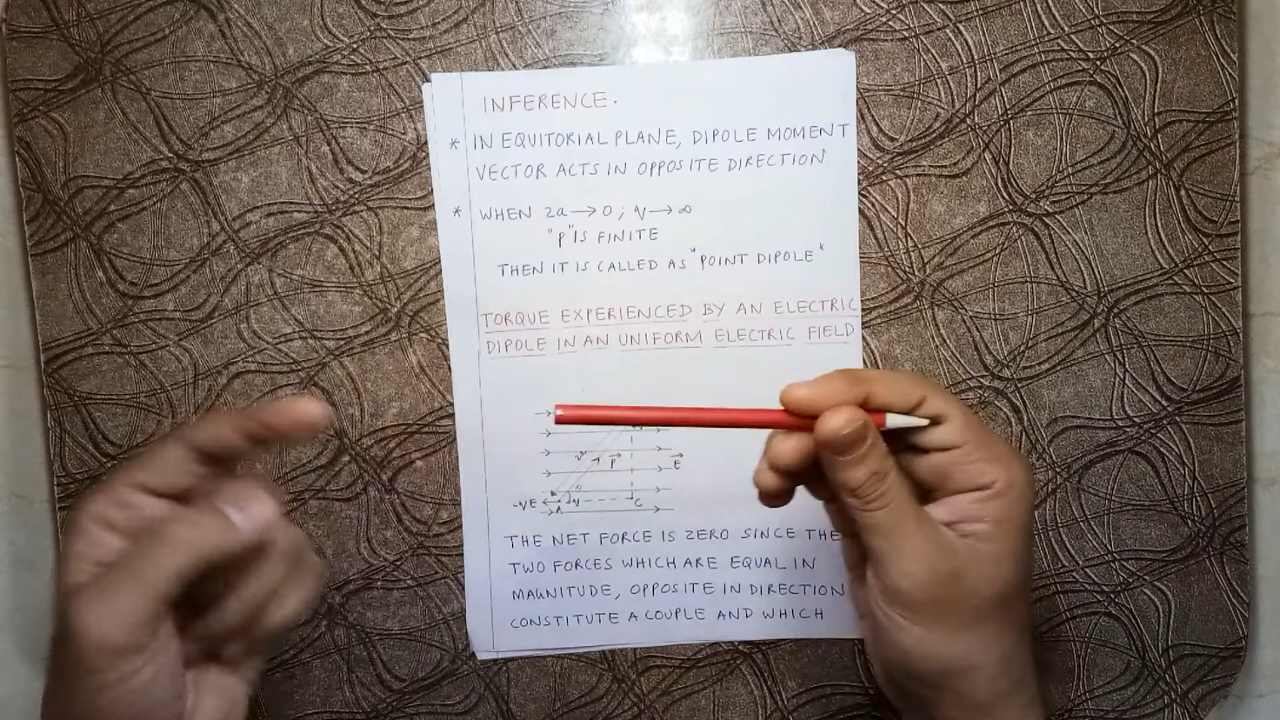 INFERENCE.
* IN EQUITORIAL PLANE, DIPOLE MOMENT
VECTOR ACTS IN OPPOSITE DIRECTION
* WHEN 2a → 0 ; q → ∞
"P" IS FINITE
THEN IT IS CALLED AS "POINT DIPOLE"
TORQUE EXPERIENCED BY AN ELECTRIC
DIPOLE IN AN UNIFORM ELECTRIC FIELD
P
E
-VE
A
C
THE NET FORCE IS ZERO SINCE THE
TWO FORCES WHICH ARE EQUAL IN
MAGNITUDE, OPPOSITE IN DIRECTION
CONSTITUTE A COUPLE AND WHICH